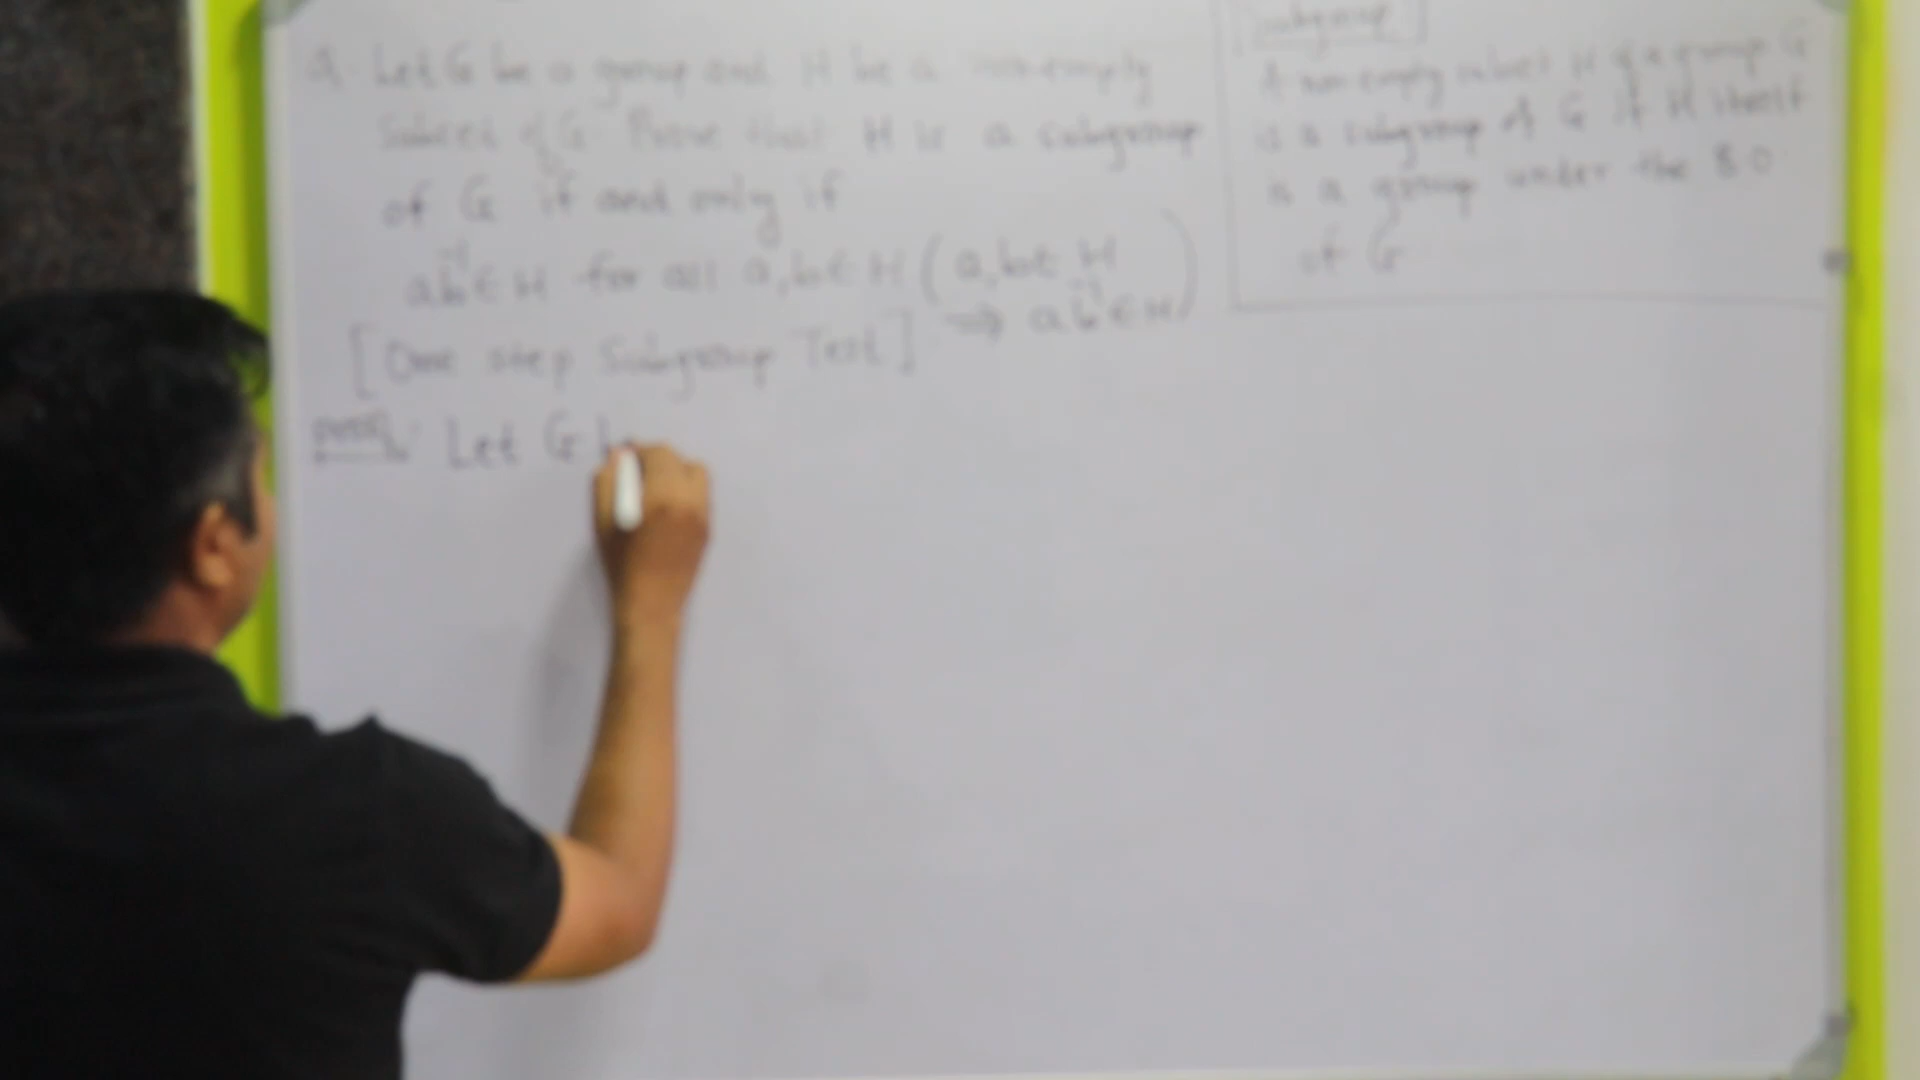 Q. Let G be a group and H be a non-empty
Subset of G. Prove that H is a subgroup
of G if and only if
ab⁻¹ ∈ H for all a, b ∈ H ( a, b ∈ H
⇒ ab⁻¹ ∈ H )
[One step Subgroup Test]
Proof: Let G b
Subgroup
A non-empty subset H of a group G
is a subgroup of G if H itself
is a group under the B.O.
of G